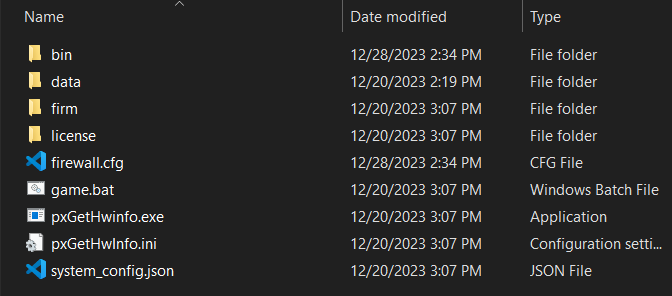 Name Date modified Type
bin 12/28/2023 2:34 PM File folder
data 12/20/2023 2:19 PM File folder
firm 12/20/2023 3:07 PM File folder
license 12/20/2023 3:07 PM File folder
firewall.cfg 12/28/2023 2:34 PM CFG File
game.bat 12/20/2023 3:07 PM Windows Batch File
pxGetHwinfo.exe 12/20/2023 3:07 PM Application
pxGetHwInfo.ini 12/20/2023 3:07 PM Configuration setti...
system_config.json 12/20/2023 3:07 PM JSON File